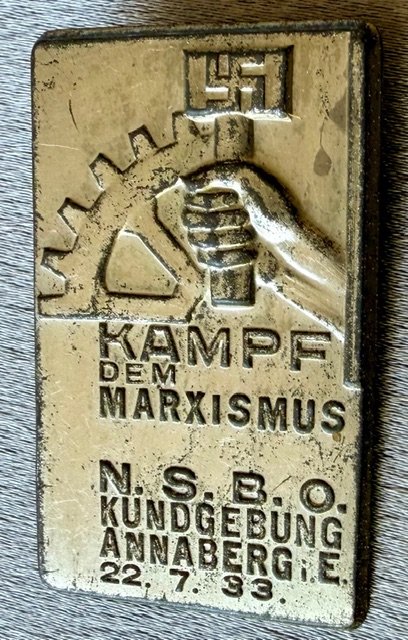 KAMPF
DEM
MARXISMUS
N. S. B. O.
KUNDGEBUNG
ANNABERG i. E.
22. 7. 33.